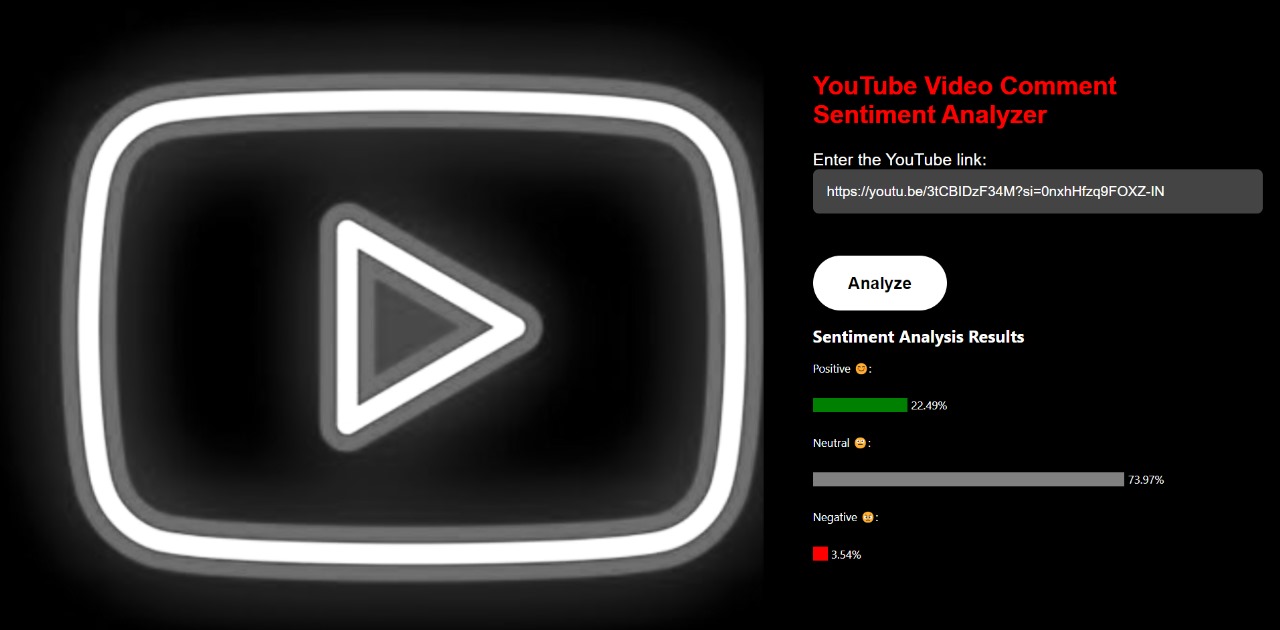 YouTube Video Comment
Sentiment Analyzer
Enter the YouTube link:
https://youtu.be/3tCBIDzF34M?si=0nxhHfzq9FOXZ-IN
Analyze
Sentiment Analysis Results
Positive 😊:
22.49%
Neutral 😐:
73.97%
Negative 😠:
3.54%